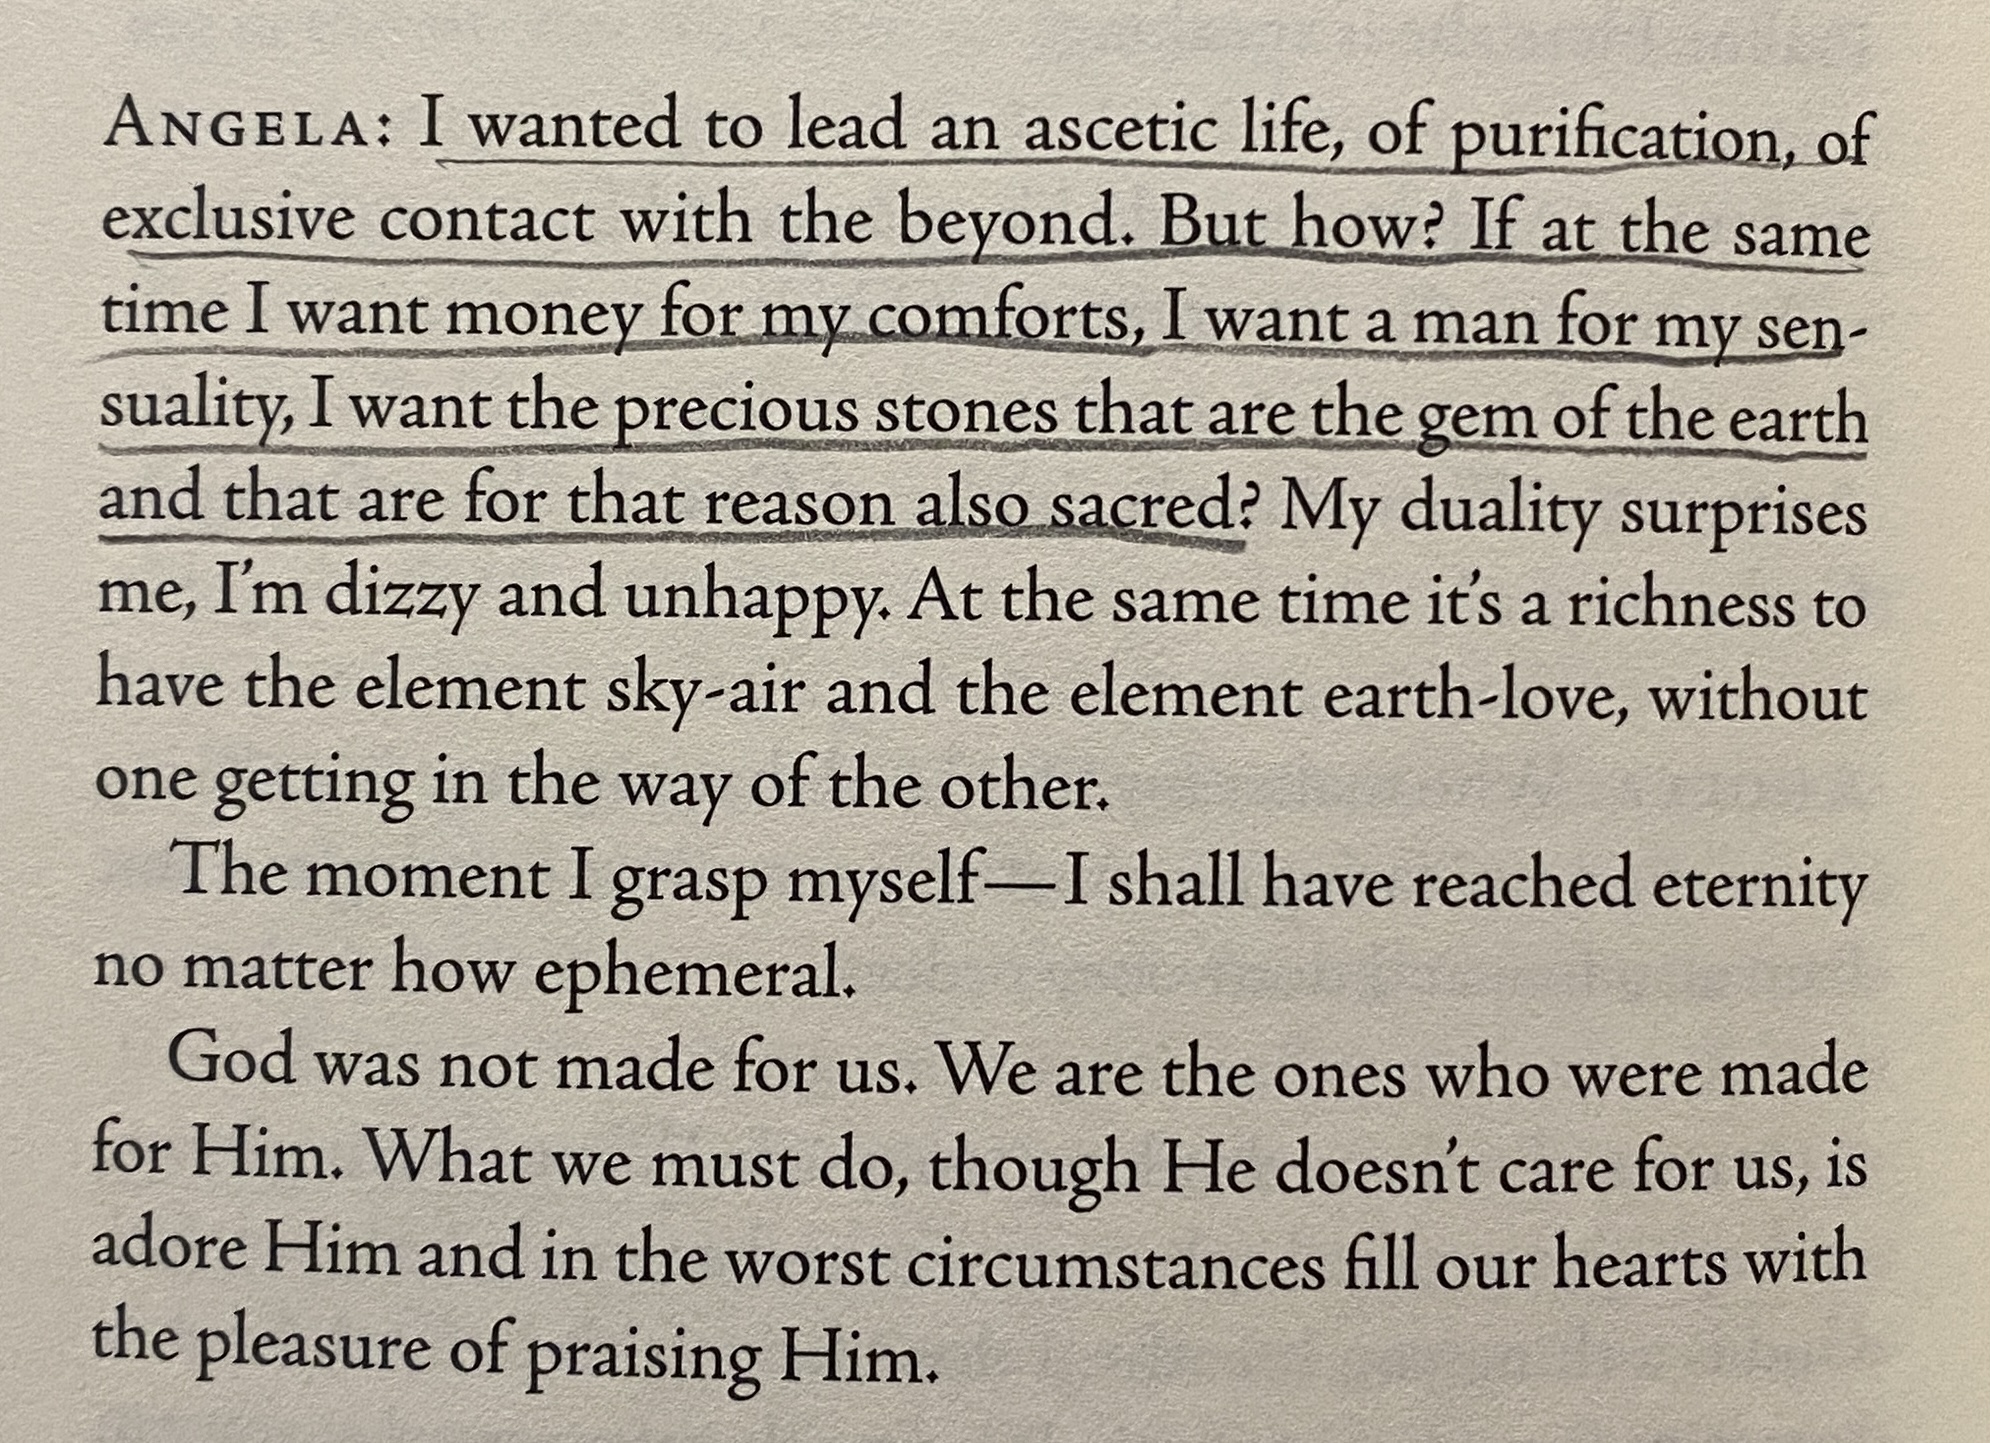 ANGELA: I wanted to lead an ascetic life, of purification, of
exclusive contact with the beyond. But how? If at the same
time I want money for my comforts, I want a man for my sen-
suality, I want the precious stones that are the gem of the earth
and that are for that reason also sacred? My duality surprises
me, I’m dizzy and unhappy. At the same time it’s a richness to
have the element sky-air and the element earth-love, without
one getting in the way of the other.
The moment I grasp myself—I shall have reached eternity
no matter how ephemeral.
God was not made for us. We are the ones who were made
for Him. What we must do, though He doesn’t care for us, is
adore Him and in the worst circumstances fill our hearts with
the pleasure of praising Him.